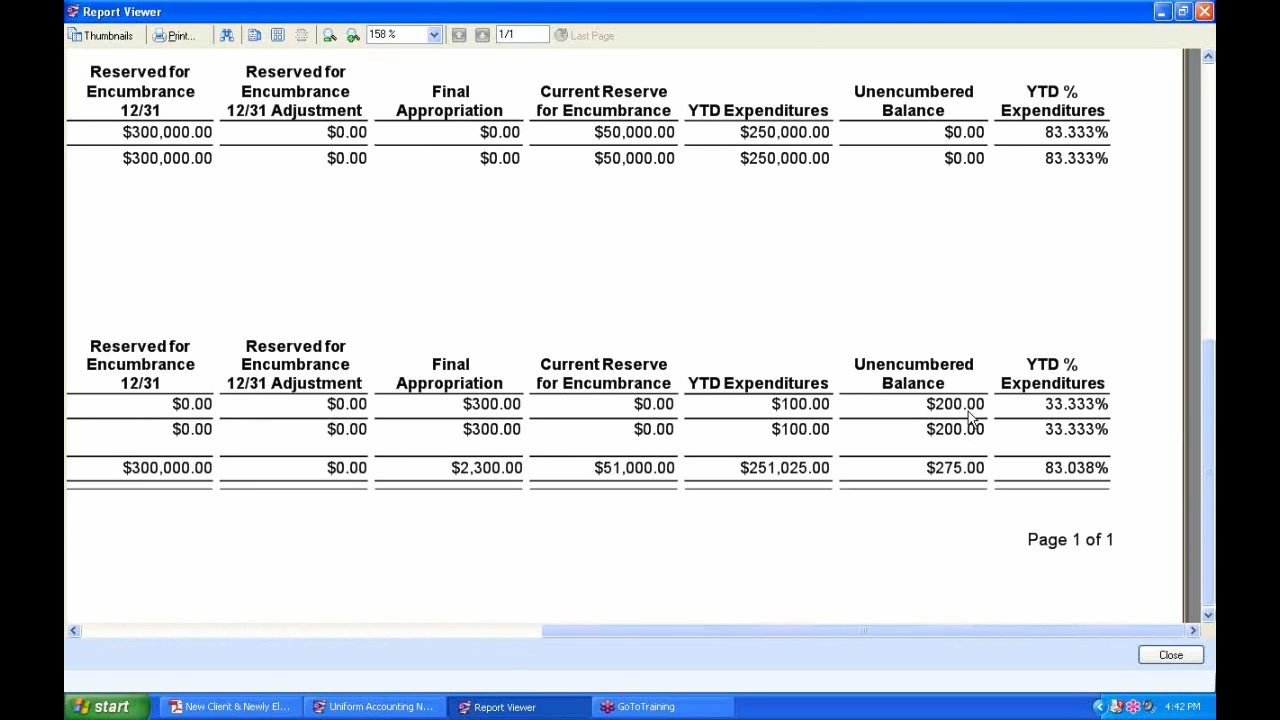 Report Viewer
Thumbnails Print... 158 % 1/1 Last Page
Reserved for Reserved for
Encumbrance Encumbrance Final Current Reserve Unencumbered YTD %
12/31 12/31 Adjustment Appropriation for Encumbrance YTD Expenditures Balance Expenditures
$300,000.00 $0.00 $0.00 $50,000.00 $250,000.00 $0.00 83.333%
$300,000.00 $0.00 $0.00 $50,000.00 $250,000.00 $0.00 83.333%
Reserved for Reserved for
Encumbrance Encumbrance Final Current Reserve Unencumbered YTD %
12/31 12/31 Adjustment Appropriation for Encumbrance YTD Expenditures Balance Expenditures
$0.00 $0.00 $300.00 $0.00 $100.00 $200.00 33.333%
$0.00 $0.00 $300.00 $0.00 $100.00 $200.00 33.333%
$300,000.00 $0.00 $2,300.00 $51,000.00 $251,025.00 $275.00 83.038%
Page 1 of 1
Close
start New Client & Newly El... Uniform Accounting N... Report Viewer GoToTraining 4:42 PM